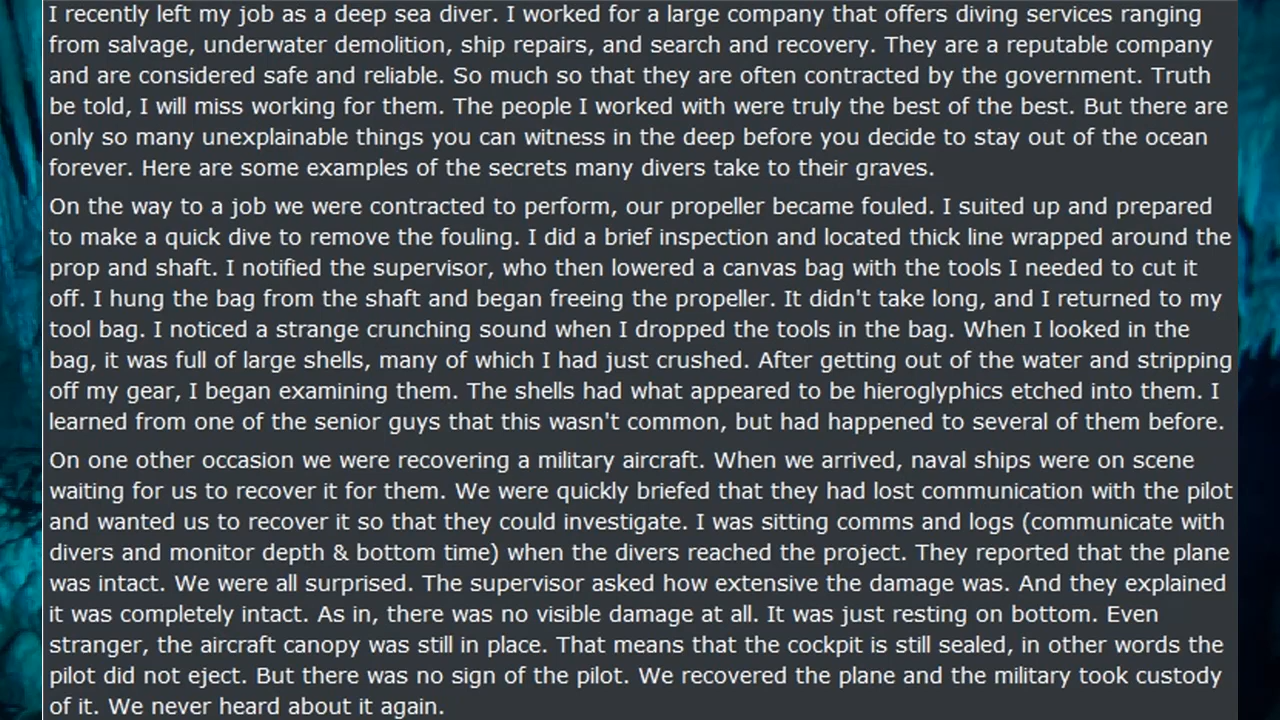 I recently left my job as a deep sea diver. I worked for a large company that offers diving services ranging
from salvage, underwater demolition, ship repairs, and search and recovery. They are a reputable company
and are considered safe and reliable. So much so that they are often contracted by the government. Truth
be told, I will miss working for them. The people I worked with were truly the best of the best. But there are
only so many unexplainable things you can witness in the deep before you decide to stay out of the ocean
forever. Here are some examples of the secrets many divers take to their graves.
On the way to a job we were contracted to perform, our propeller became fouled. I suited up and prepared
to make a quick dive to remove the fouling. I did a brief inspection and located thick line wrapped around the
prop and shaft. I notified the supervisor, who then lowered a canvas bag with the tools I needed to cut it
off. I hung the bag from the shaft and began freeing the propeller. It didn't take long, and I returned to my
tool bag. I noticed a strange crunching sound when I dropped the tools in the bag. When I looked in the
bag, it was full of large shells, many of which I had just crushed. After getting out of the water and stripping
off my gear, I began examining them. The shells had what appeared to be hieroglyphics etched into them. I
learned from one of the senior guys that this wasn't common, but had happened to several of them before.
On one other occasion we were recovering a military aircraft. When we arrived, naval ships were on scene
waiting for us to recover it for them. We were quickly briefed that they had lost communication with the pilot
and wanted us to recover it so that they could investigate. I was sitting comms and logs (communicate with
divers and monitor depth & bottom time) when the divers reached the project. They reported that the plane
was intact. We were all surprised. The supervisor asked how extensive the damage was. And they explained
it was completely intact. As in, there was no visible damage at all. It was just resting on bottom. Even
stranger, the aircraft canopy was still in place. That means that the cockpit is still sealed, in other words the
pilot did not eject. But there was no sign of the pilot. We recovered the plane and the military took custody
of it. We never heard about it again.